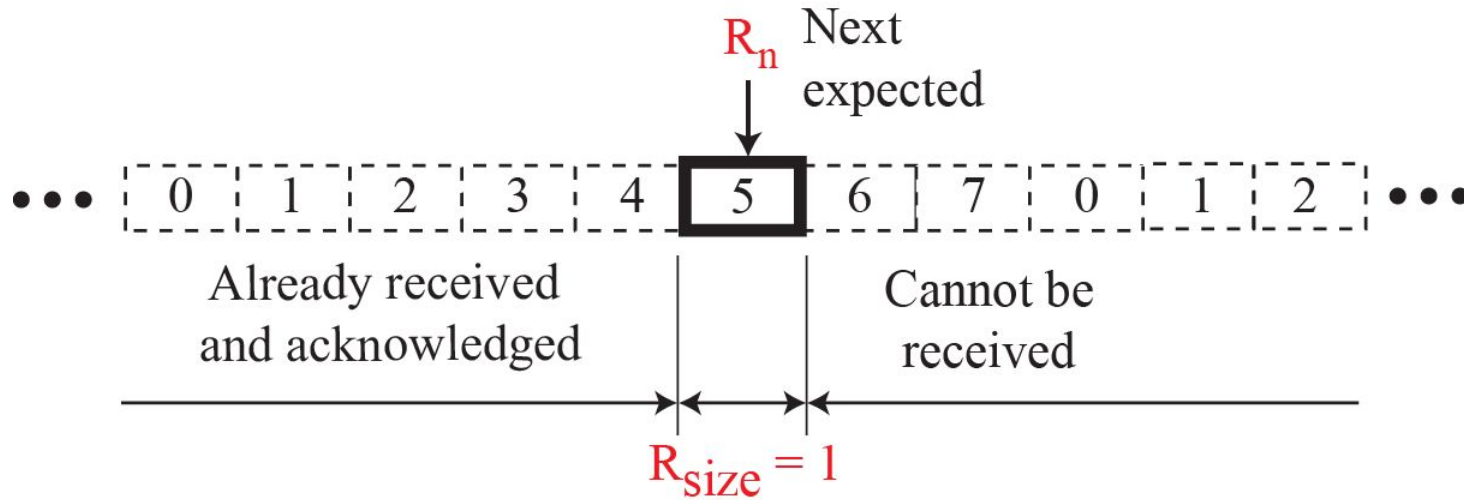 Rn Next
expected
••• 0 1 2 3 4 5 6 7 0 1 2 •••
Already received
and acknowledged
Cannot be
received
Rsize = 1